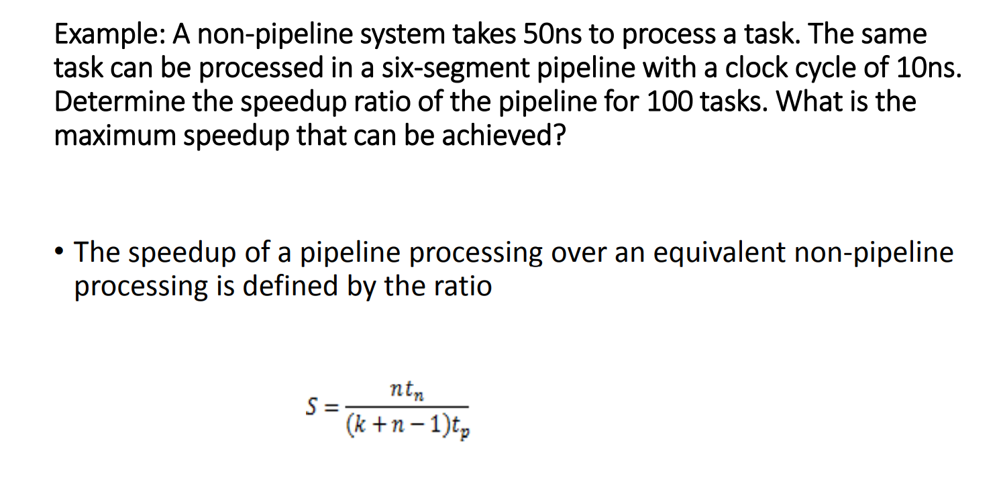 Example: A non-pipeline system takes 50ns to process a task. The same
task can be processed in a six-segment pipeline with a clock cycle of 10ns.
Determine the speedup ratio of the pipeline for 100 tasks. What is the
maximum speedup that can be achieved?
• The speedup of a pipeline processing over an equivalent non-pipeline
processing is defined by the ratio
S = ntₙ / (k + n − 1)tₚ